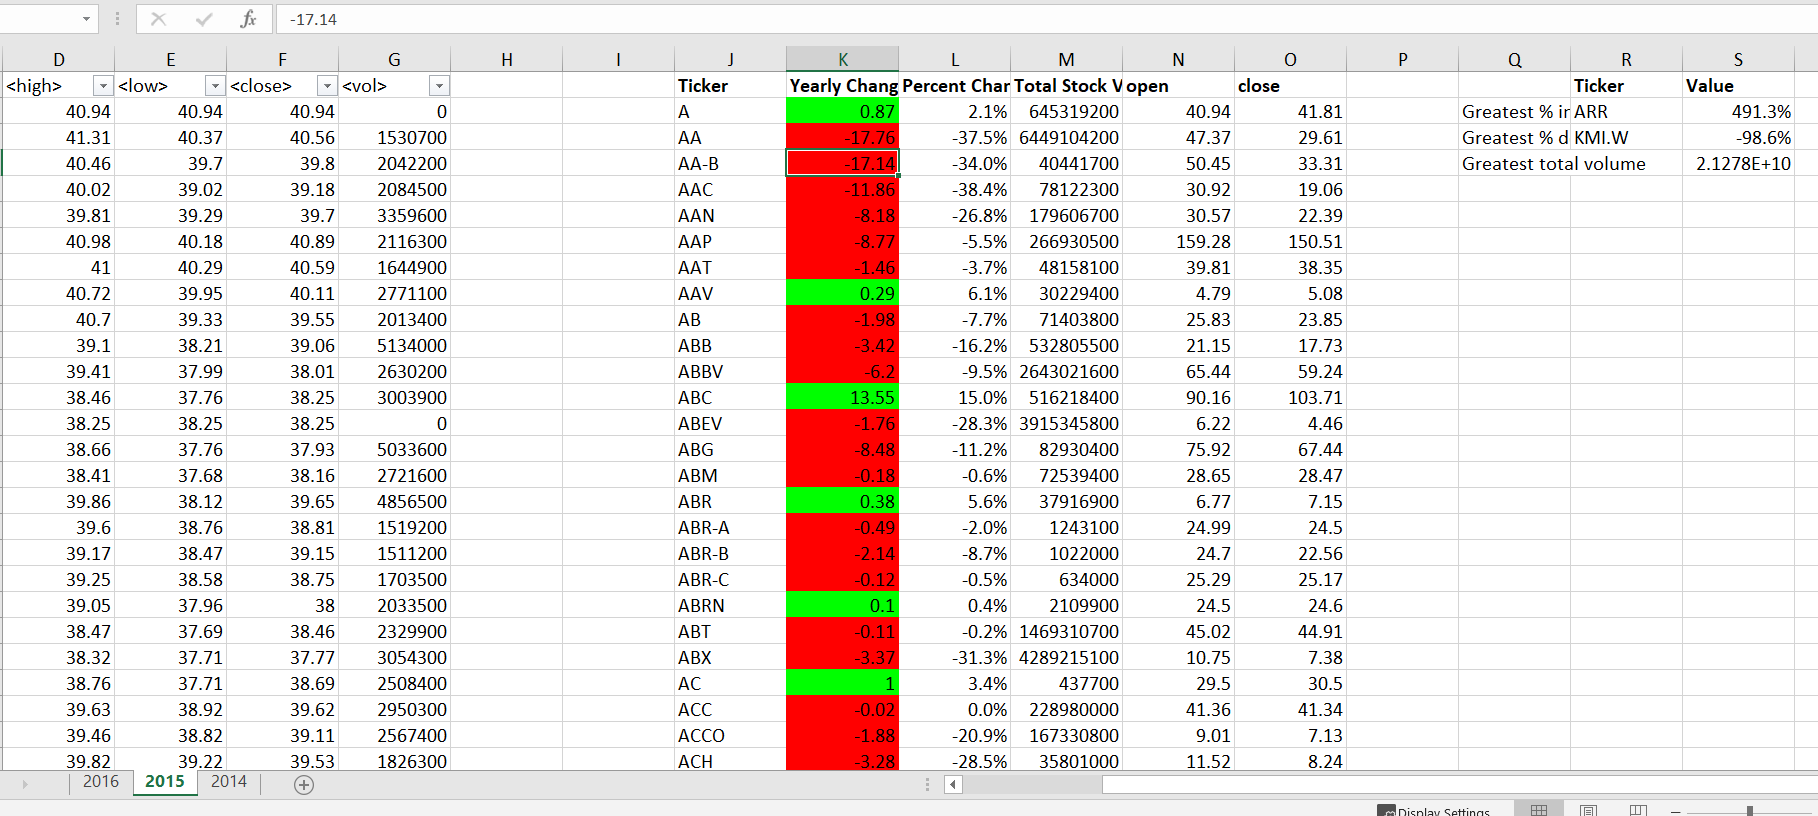 fx -17.14
D E F G H I J K L M N O P Q R S
<high> <low> <close> <vol> Ticker Yearly Chang Percent Char Total Stock V open close Ticker Value
40.94 40.94 40.94 0 A 0.87 2.1% 645319200 40.94 41.81 Greatest % ir ARR 491.3%
41.31 40.37 40.56 1530700 AA -17.76 -37.5% 6449104200 47.37 29.61 Greatest % d KMI.W -98.6%
40.46 39.7 39.8 2042200 AA-B -17.14 -34.0% 40441700 50.45 33.31 Greatest total volume 2.1278E+10
40.02 39.02 39.18 2084500 AAC -11.86 -38.4% 78122300 30.92 19.06
39.81 39.29 39.7 3359600 AAN -8.18 -26.8% 179606700 30.57 22.39
40.98 40.18 40.89 2116300 AAP -8.77 -5.5% 266930500 159.28 150.51
41 40.29 40.59 1644900 AAT -1.46 -3.7% 48158100 39.81 38.35
40.72 39.95 40.11 2771100 AAV 0.29 6.1% 30229400 4.79 5.08
40.7 39.33 39.55 2013400 AB -1.98 -7.7% 71403800 25.83 23.85
39.1 38.21 39.06 5134000 ABB -3.42 -16.2% 532805500 21.15 17.73
39.41 37.99 38.01 2630200 ABBV -6.2 -9.5% 2643021600 65.44 59.24
38.46 37.76 38.25 3003900 ABC 13.55 15.0% 516218400 90.16 103.71
38.25 38.25 38.25 0 ABEV -1.76 -28.3% 3915345800 6.22 4.46
38.66 37.76 37.93 5033600 ABG -8.48 -11.2% 82930400 75.92 67.44
38.41 37.68 38.16 2721600 ABM -0.18 -0.6% 72539400 28.65 28.47
39.86 38.12 39.65 4856500 ABR 0.38 5.6% 37916900 6.77 7.15
39.6 38.76 38.81 1519200 ABR-A -0.49 -2.0% 1243100 24.99 24.5
39.17 38.47 39.15 1511200 ABR-B -2.14 -8.7% 1022000 24.7 22.56
39.25 38.58 38.75 1703500 ABR-C -0.12 -0.5% 634000 25.29 25.17
39.05 37.96 38 2033500 ABRN 0.1 0.4% 2109900 24.5 24.6
38.47 37.69 38.46 2329900 ABT -0.11 -0.2% 1469310700 45.02 44.91
38.32 37.71 37.77 3054300 ABX -3.37 -31.3% 4289215100 10.75 7.38
38.76 37.71 38.69 2508400 AC 1 3.4% 437700 29.5 30.5
39.63 38.92 39.62 2950300 ACC -0.02 0.0% 228980000 41.36 41.34
39.46 38.82 39.11 2567400 ACCO -1.88 -20.9% 167330800 9.01 7.13
39.82 39.22 39.53 1826300 ACH -3.28 -28.5% 35801000 11.52 8.24
2016 2015 2014
Display Settings